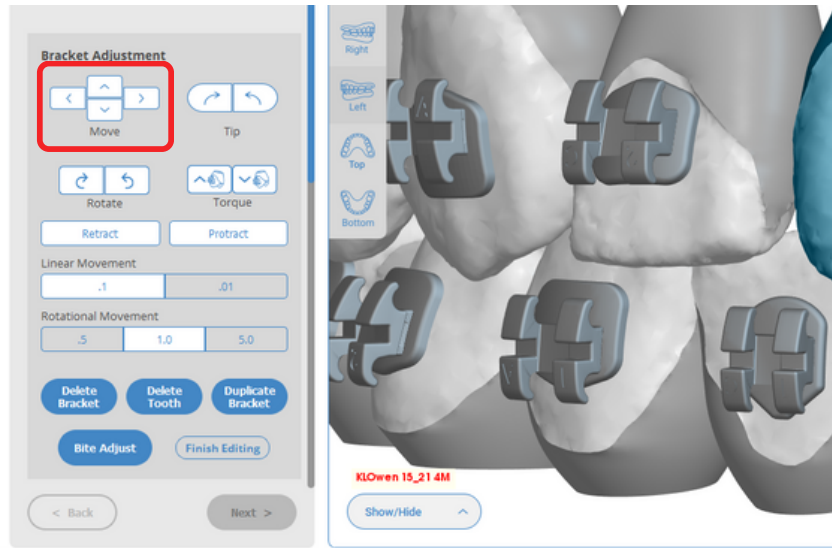 Bracket Adjustment
Move
Tip
Rotate
Torque
Retract
Protract
Linear Movement
.1
.01
Rotational Movement
.5
1.0
5.0
Delete
Bracket
Delete
Tooth
Duplicate
Bracket
Bite Adjust
Finish Editing
< Back
Next >
Right
Left
Top
Bottom
KLOwen 15_21 4M
Show/Hide